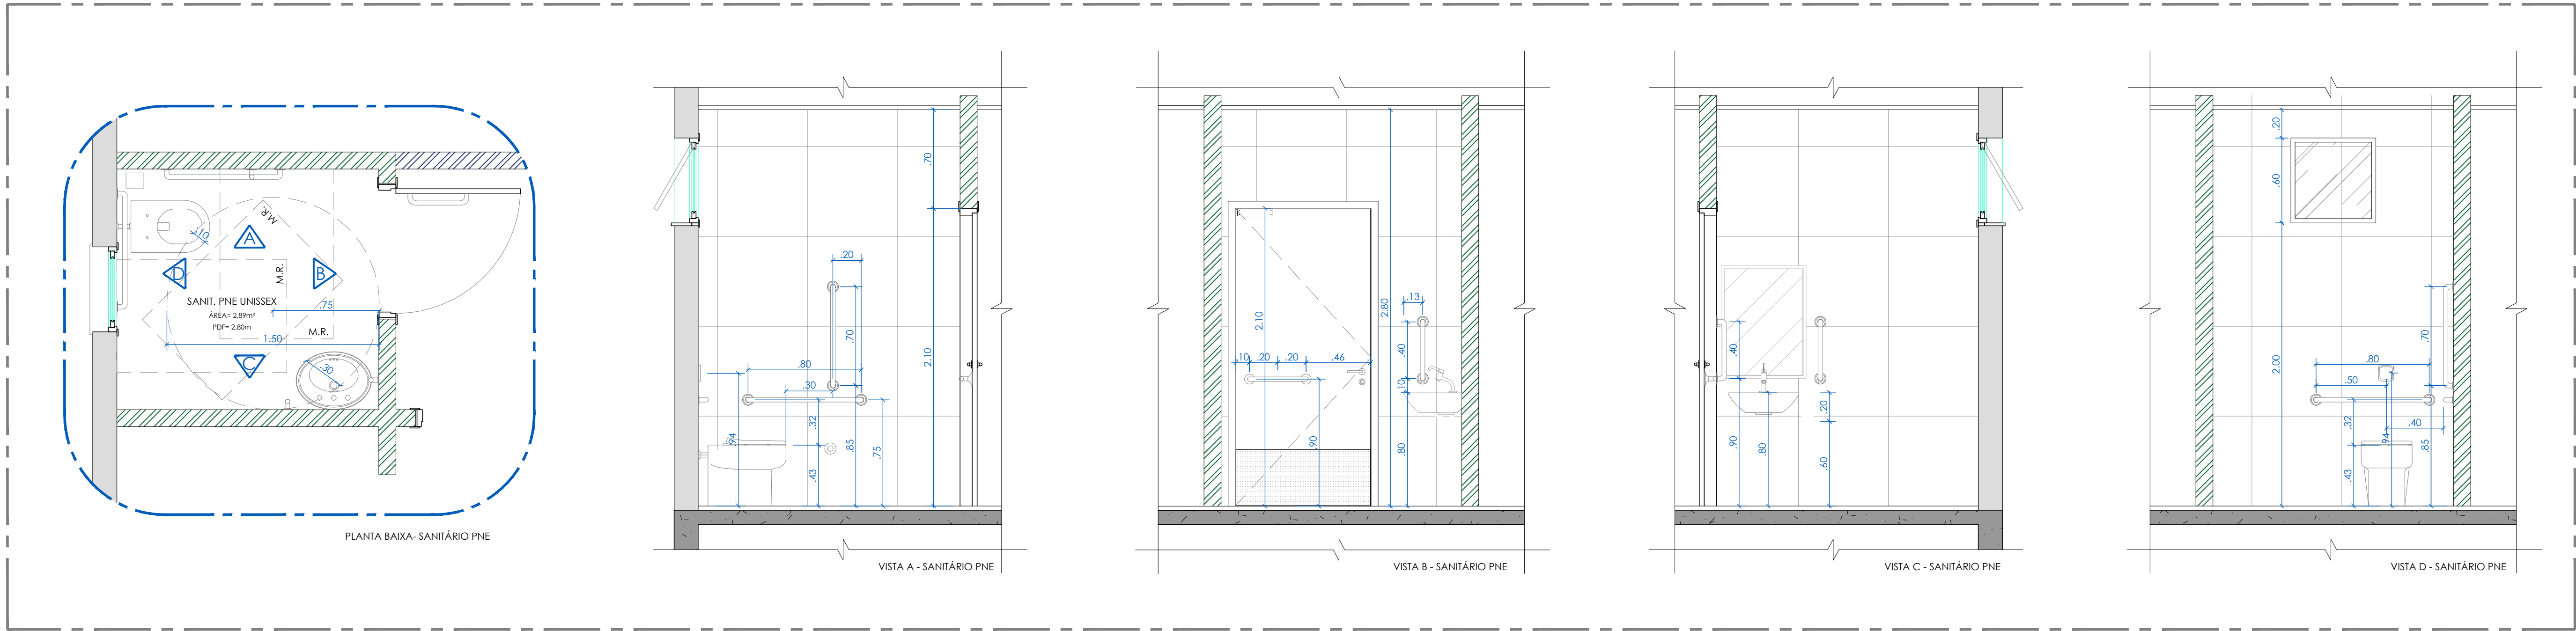 .10
A
D
B
M.R.
M.R.
SANIT. PNE UNISSEX
.75
ÁREA= 2,89m²
PDF= 2,80m
M.R.
1.50
C
.30
PLANTA BAIXA- SANITÁRIO PNE
.70
.20
.70
2.10
.80
.30
.94
.32
.85
.75
.43
VISTA A - SANITÁRIO PNE
2.10
2.80
.13
.40
.10
.20
.20
.46
.10
.90
.80
VISTA B - SANITÁRIO PNE
.40
.20
.90
.80
.60
VISTA C - SANITÁRIO PNE
.20
.60
2.00
.70
.80
.50
.40
.32
.94
.85
.43
VISTA D - SANITÁRIO PNE